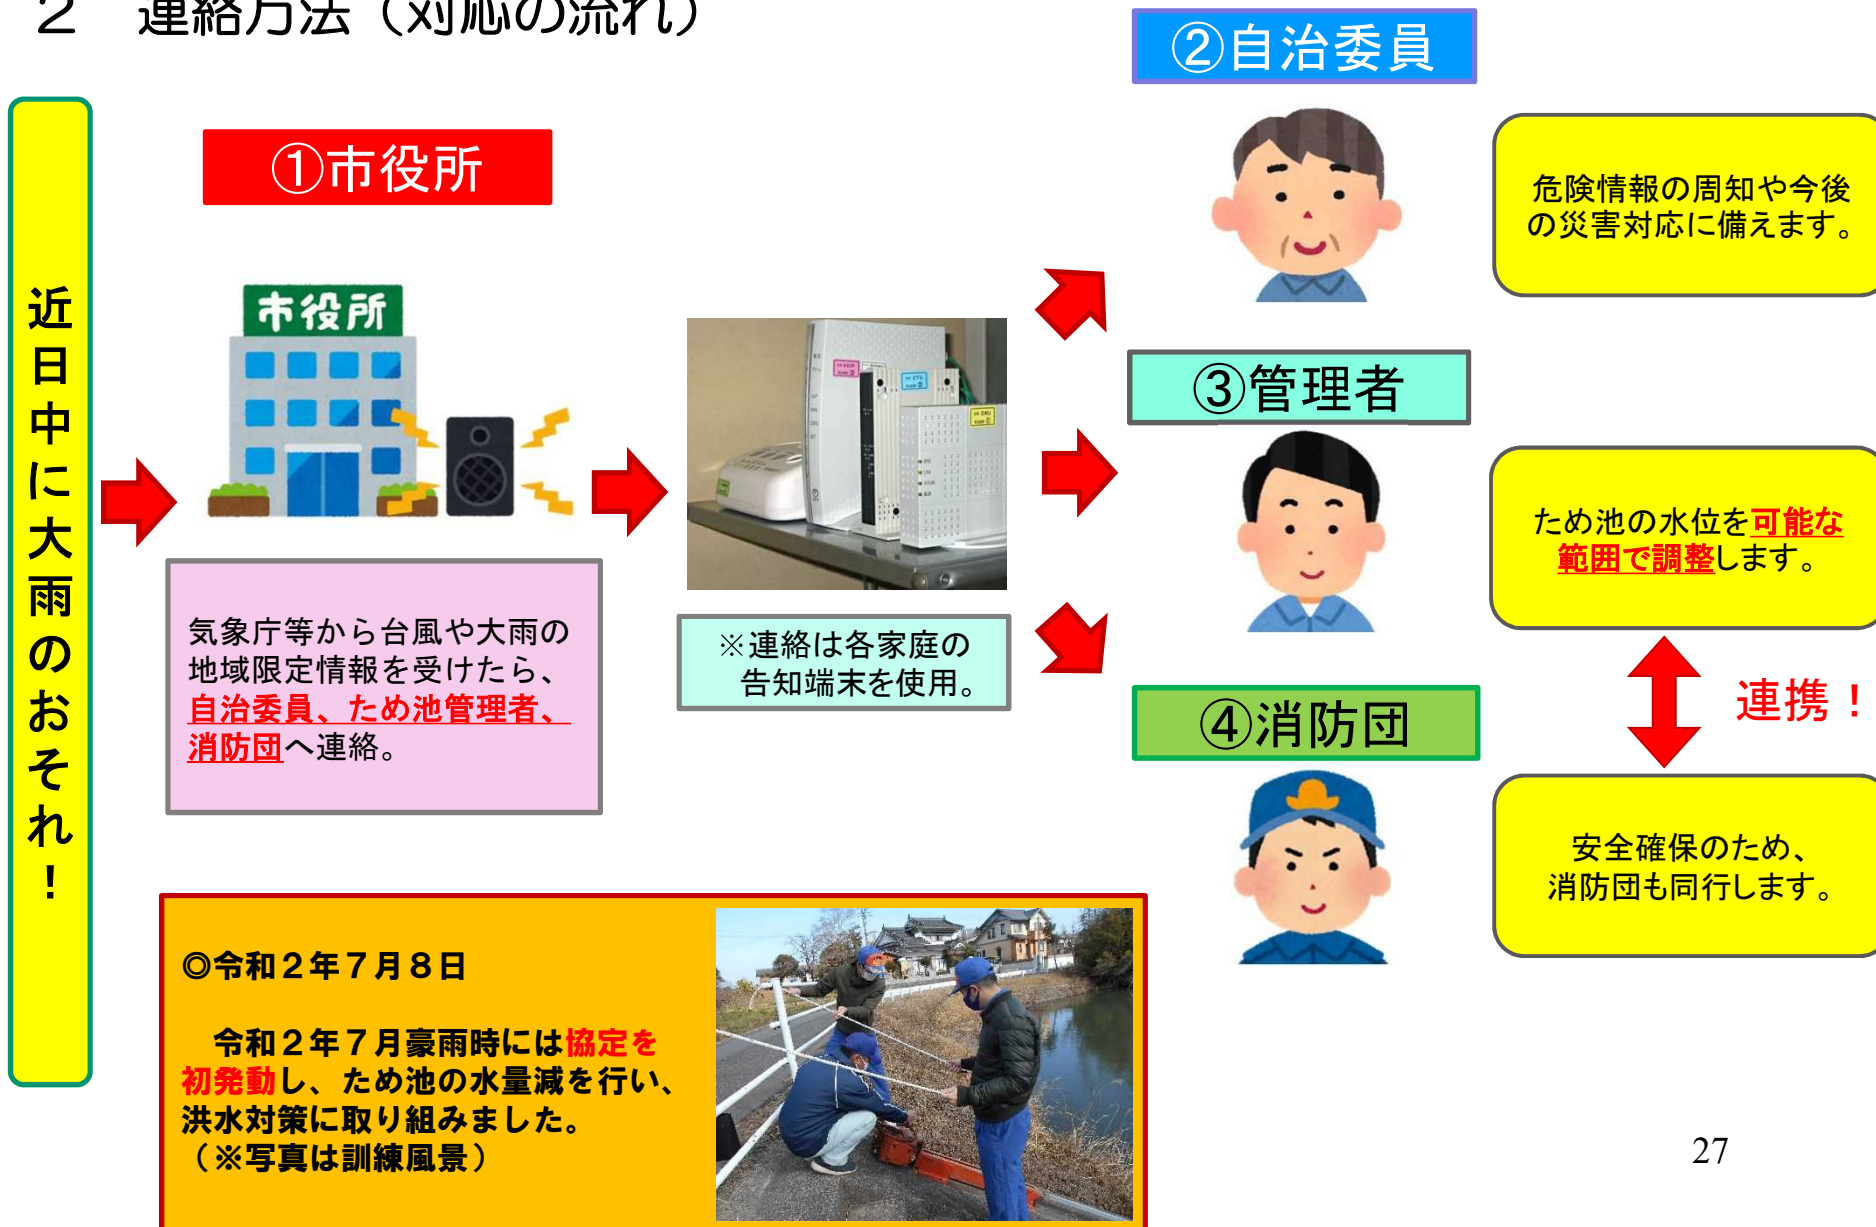 ２　連絡方法（対応の流れ）
近日中に大雨のおそれ！
①市役所
市役所
気象庁等から台風や大雨の
地域限定情報を受けたら、
自治委員、ため池管理者、
消防団へ連絡。
※連絡は各家庭の
告知端末を使用。
②自治委員
危険情報の周知や今後
の災害対応に備えます。
③管理者
ため池の水位を可能な
範囲で調整します。
連携！
④消防団
安全確保のため、
消防団も同行します。
◎令和２年７月８日
令和２年７月豪雨時には協定を
初発動し、ため池の水量減を行い、
洪水対策に取り組みました。
（※写真は訓練風景）
27